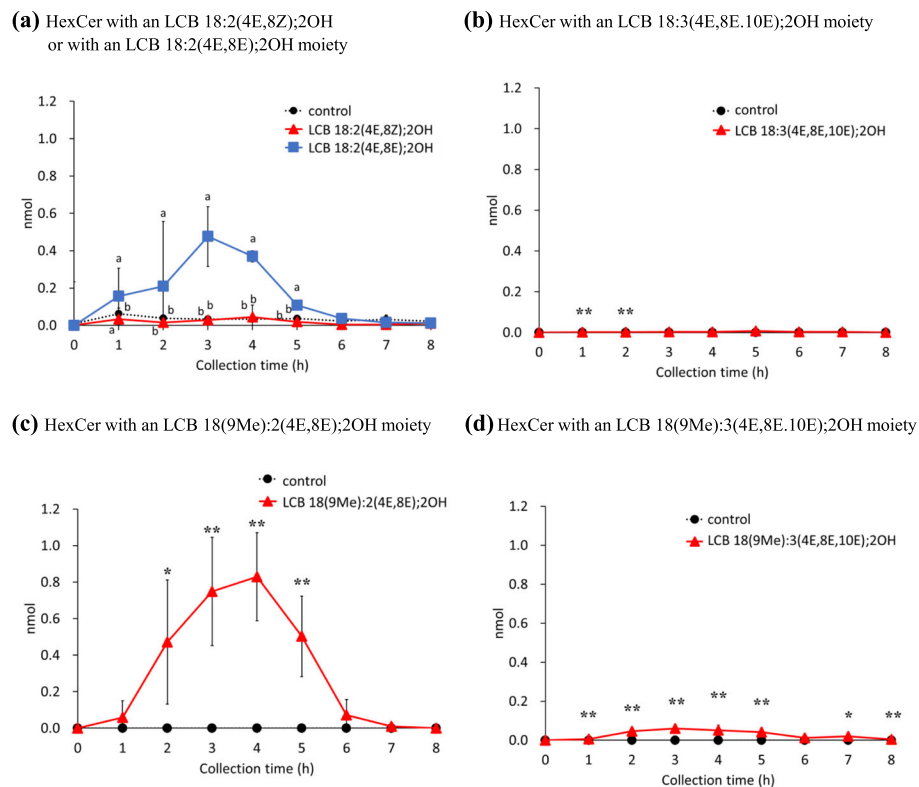 (a) HexCer with an LCB 18:2(4E,8Z);2OH
or with an LCB 18:2(4E,8E);2OH moiety
1.2
1.0
0.8
0.6
0.4
0.2
0.0
nmol
control
LCB 18:2(4E,8Z);2OH
LCB 18:2(4E,8E);2OH
a a a a a
b b b b b b b b
a
0 1 2 3 4 5 6 7 8
Collection time (h)
(b) HexCer with an LCB 18:3(4E,8E.10E);2OH moiety
1.2
1.0
0.8
0.6
0.4
0.2
0.0
nmol
control
LCB 18:3(4E,8E,10E);2OH
** **
0 1 2 3 4 5 6 7 8
Collection time (h)
(c) HexCer with an LCB 18(9Me):2(4E,8E);2OH moiety
1.2
1.0
0.8
0.6
0.4
0.2
0.0
nmol
control
LCB 18(9Me):2(4E,8E);2OH
* ** ** **
0 1 2 3 4 5 6 7 8
Collection time (h)
(d) HexCer with an LCB 18(9Me):3(4E,8E.10E);2OH moiety
1.2
1.0
0.8
0.6
0.4
0.2
0.0
nmol
control
LCB 18(9Me):3(4E,8E,10E);2OH
** ** ** ** ** * **
0 1 2 3 4 5 6 7 8
Collection time (h)